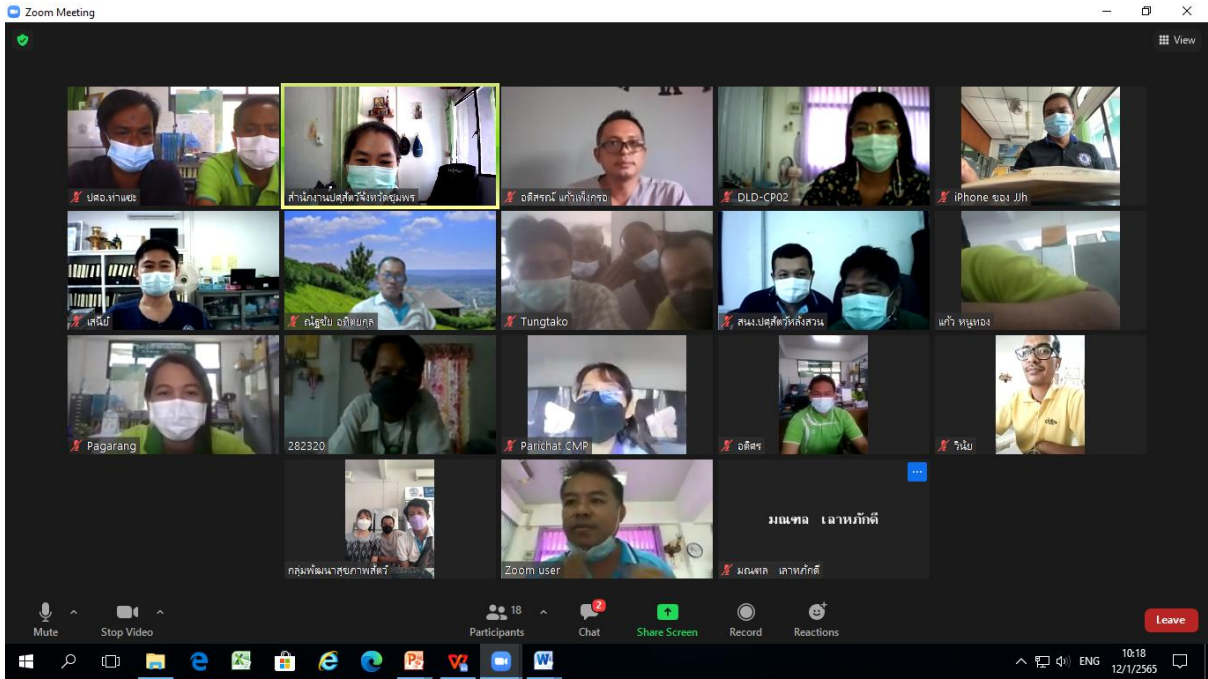 Zoom Meeting
View
ปศอ.ท่าแซะ
สำนักงานปศุสัตว์จังหวัดชุมพร
อดิสรณ์ แก้วเพ็งกรอ
DLD-CP02
iPhone ของ JJh
เสนีย์
ณัฐชัย อทิตยกุล
Tungtako
สนง.ปศุสัตว์หลังสวน
แก้ว หนูทอง
Pagarang
282320
Parichat CMP
อติศร
วินัย
กลุ่มพัฒนาสุขภาพสัตว์
Zoom user
มณฑล เลาหภักดี
มณฑล เลาหภักดี
Mute
Stop Video
18
Participants
2
Chat
Share Screen
Record
Reactions
Leave
ENG
10:18
12/1/2565